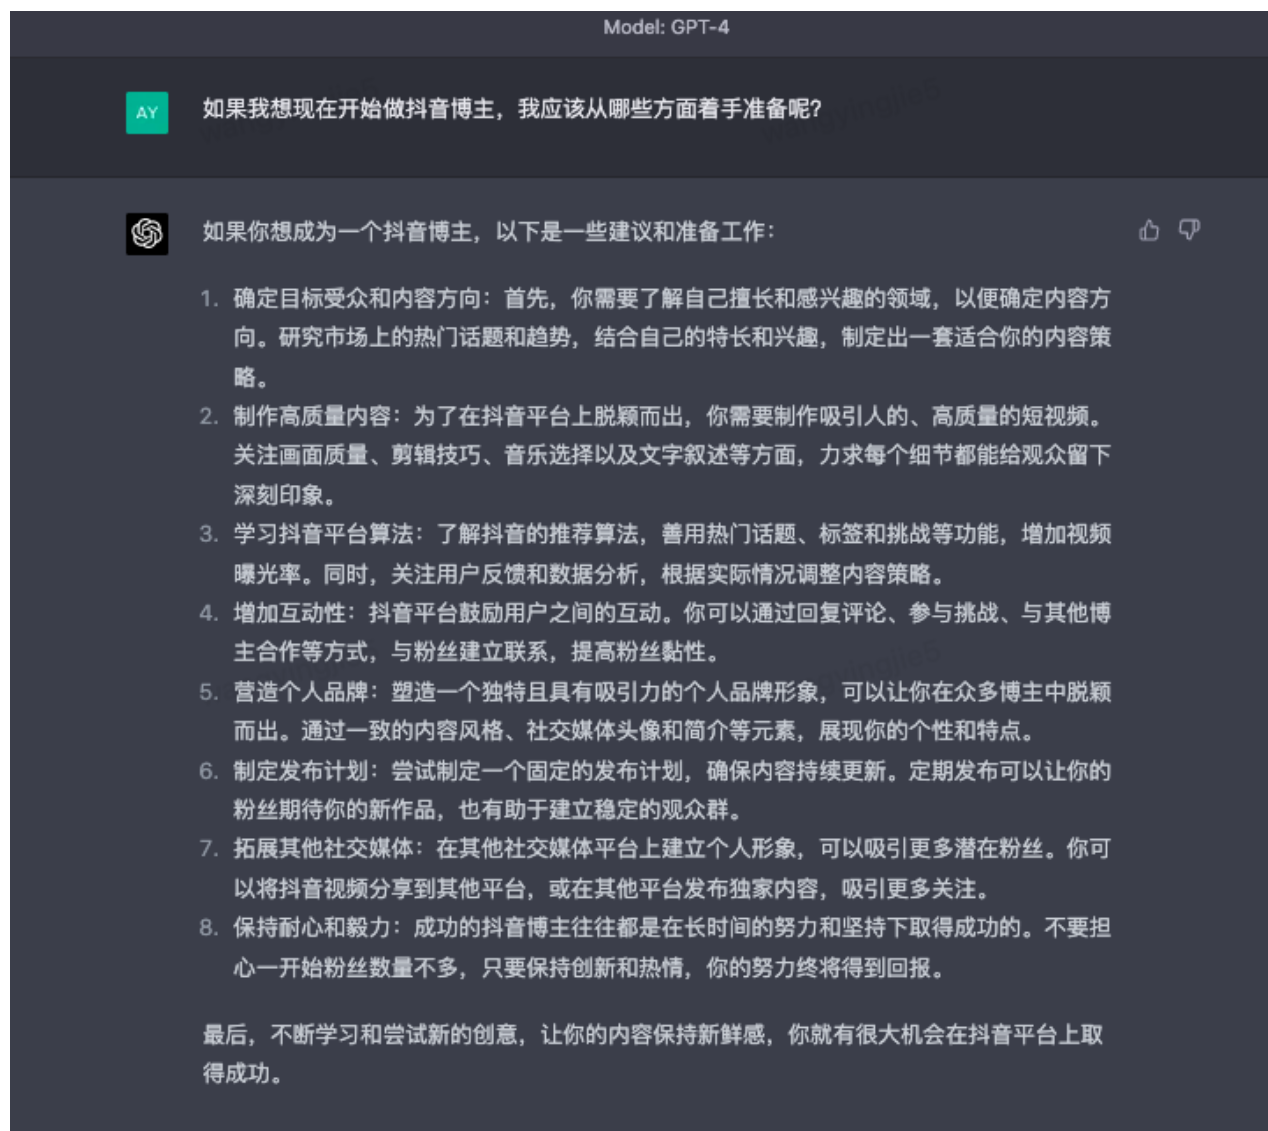 Model: GPT-4
AY
如果我想现在开始做抖音博主，我应该从哪些方面着手准备呢？
如果你想成为一个抖音博主，以下是一些建议和准备工作：
1. 确定目标受众和内容方向：首先，你需要了解自己擅长和感兴趣的领域，以便确定内容方
向。研究市场上的热门话题和趋势，结合自己的特长和兴趣，制定出一套适合你的内容策
略。
2. 制作高质量内容：为了在抖音平台上脱颖而出，你需要制作吸引人的、高质量的短视频。
关注画面质量、剪辑技巧、音乐选择以及文字叙述等方面，力求每个细节都能给观众留下
深刻印象。
3. 学习抖音平台算法：了解抖音的推荐算法，善用热门话题、标签和挑战等功能，增加视频
曝光率。同时，关注用户反馈和数据分析，根据实际情况调整内容策略。
4. 增加互动性：抖音平台鼓励用户之间的互动。你可以通过回复评论、参与挑战、与其他博
主合作等方式，与粉丝建立联系，提高粉丝黏性。
5. 营造个人品牌：塑造一个独特且具有吸引力的个人品牌形象，可以让你在众多博主中脱颖
而出。通过一致的内容风格、社交媒体头像和简介等元素，展现你的个性和特点。
6. 制定发布计划：尝试制定一个固定的发布计划，确保内容持续更新。定期发布可以让你的
粉丝期待你的新作品，也有助于建立稳定的观众群。
7. 拓展其他社交媒体：在其他社交媒体平台上建立个人形象，可以吸引更多潜在粉丝。你可
以将抖音视频分享到其他平台，或在其他平台发布独家内容，吸引更多关注。
8. 保持耐心和毅力：成功的抖音博主往往都是在长时间的努力和坚持下取得成功的。不要担
心一开始粉丝数量不多，只要保持创新和热情，你的努力终将得到回报。
最后，不断学习和尝试新的创意，让你的内容保持新鲜感，你就有很大机会在抖音平台上取
得成功。